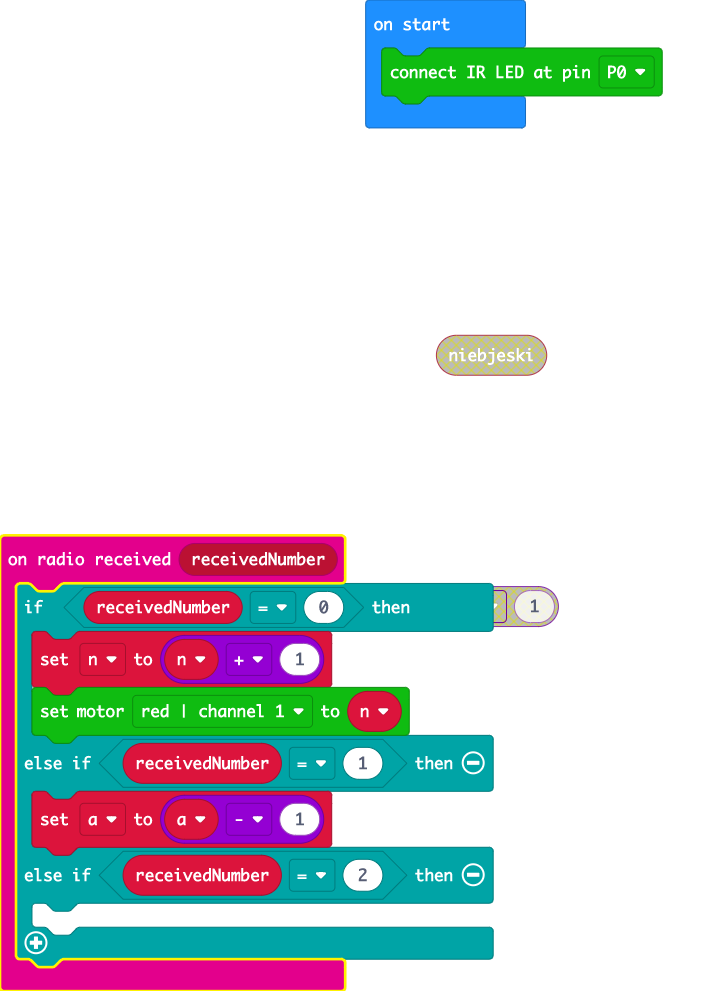 on start
connect IR LED at pin P0
niebjeski
on radio received receivedNumber
if receivedNumber = 0 then
1
set n to n + 1
set motor red | channel 1 to n
else if receivedNumber = 1 then
set a to a - 1
else if receivedNumber = 2 then